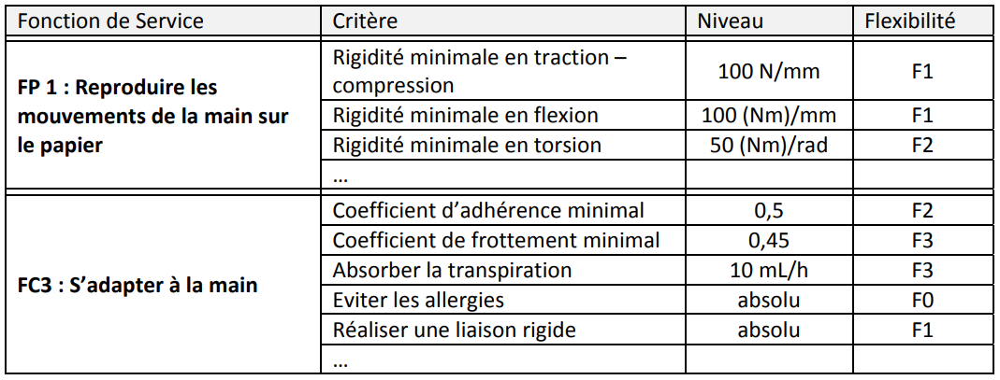 Fonction de Service Critère Niveau Flexibilité
FP 1 : Reproduire les mouvements de la main sur le papier
Rigidité minimale en traction – compression 100 N/mm F1
Rigidité minimale en flexion 100 (Nm)/mm F1
Rigidité minimale en torsion 50 (Nm)/rad F2
...
FC3 : S’adapter à la main
Coefficient d’adhérence minimal 0,5 F2
Coefficient de frottement minimal 0,45 F3
Absorber la transpiration 10 mL/h F3
Eviter les allergies absolu F0
Réaliser une liaison rigide absolu F1
...